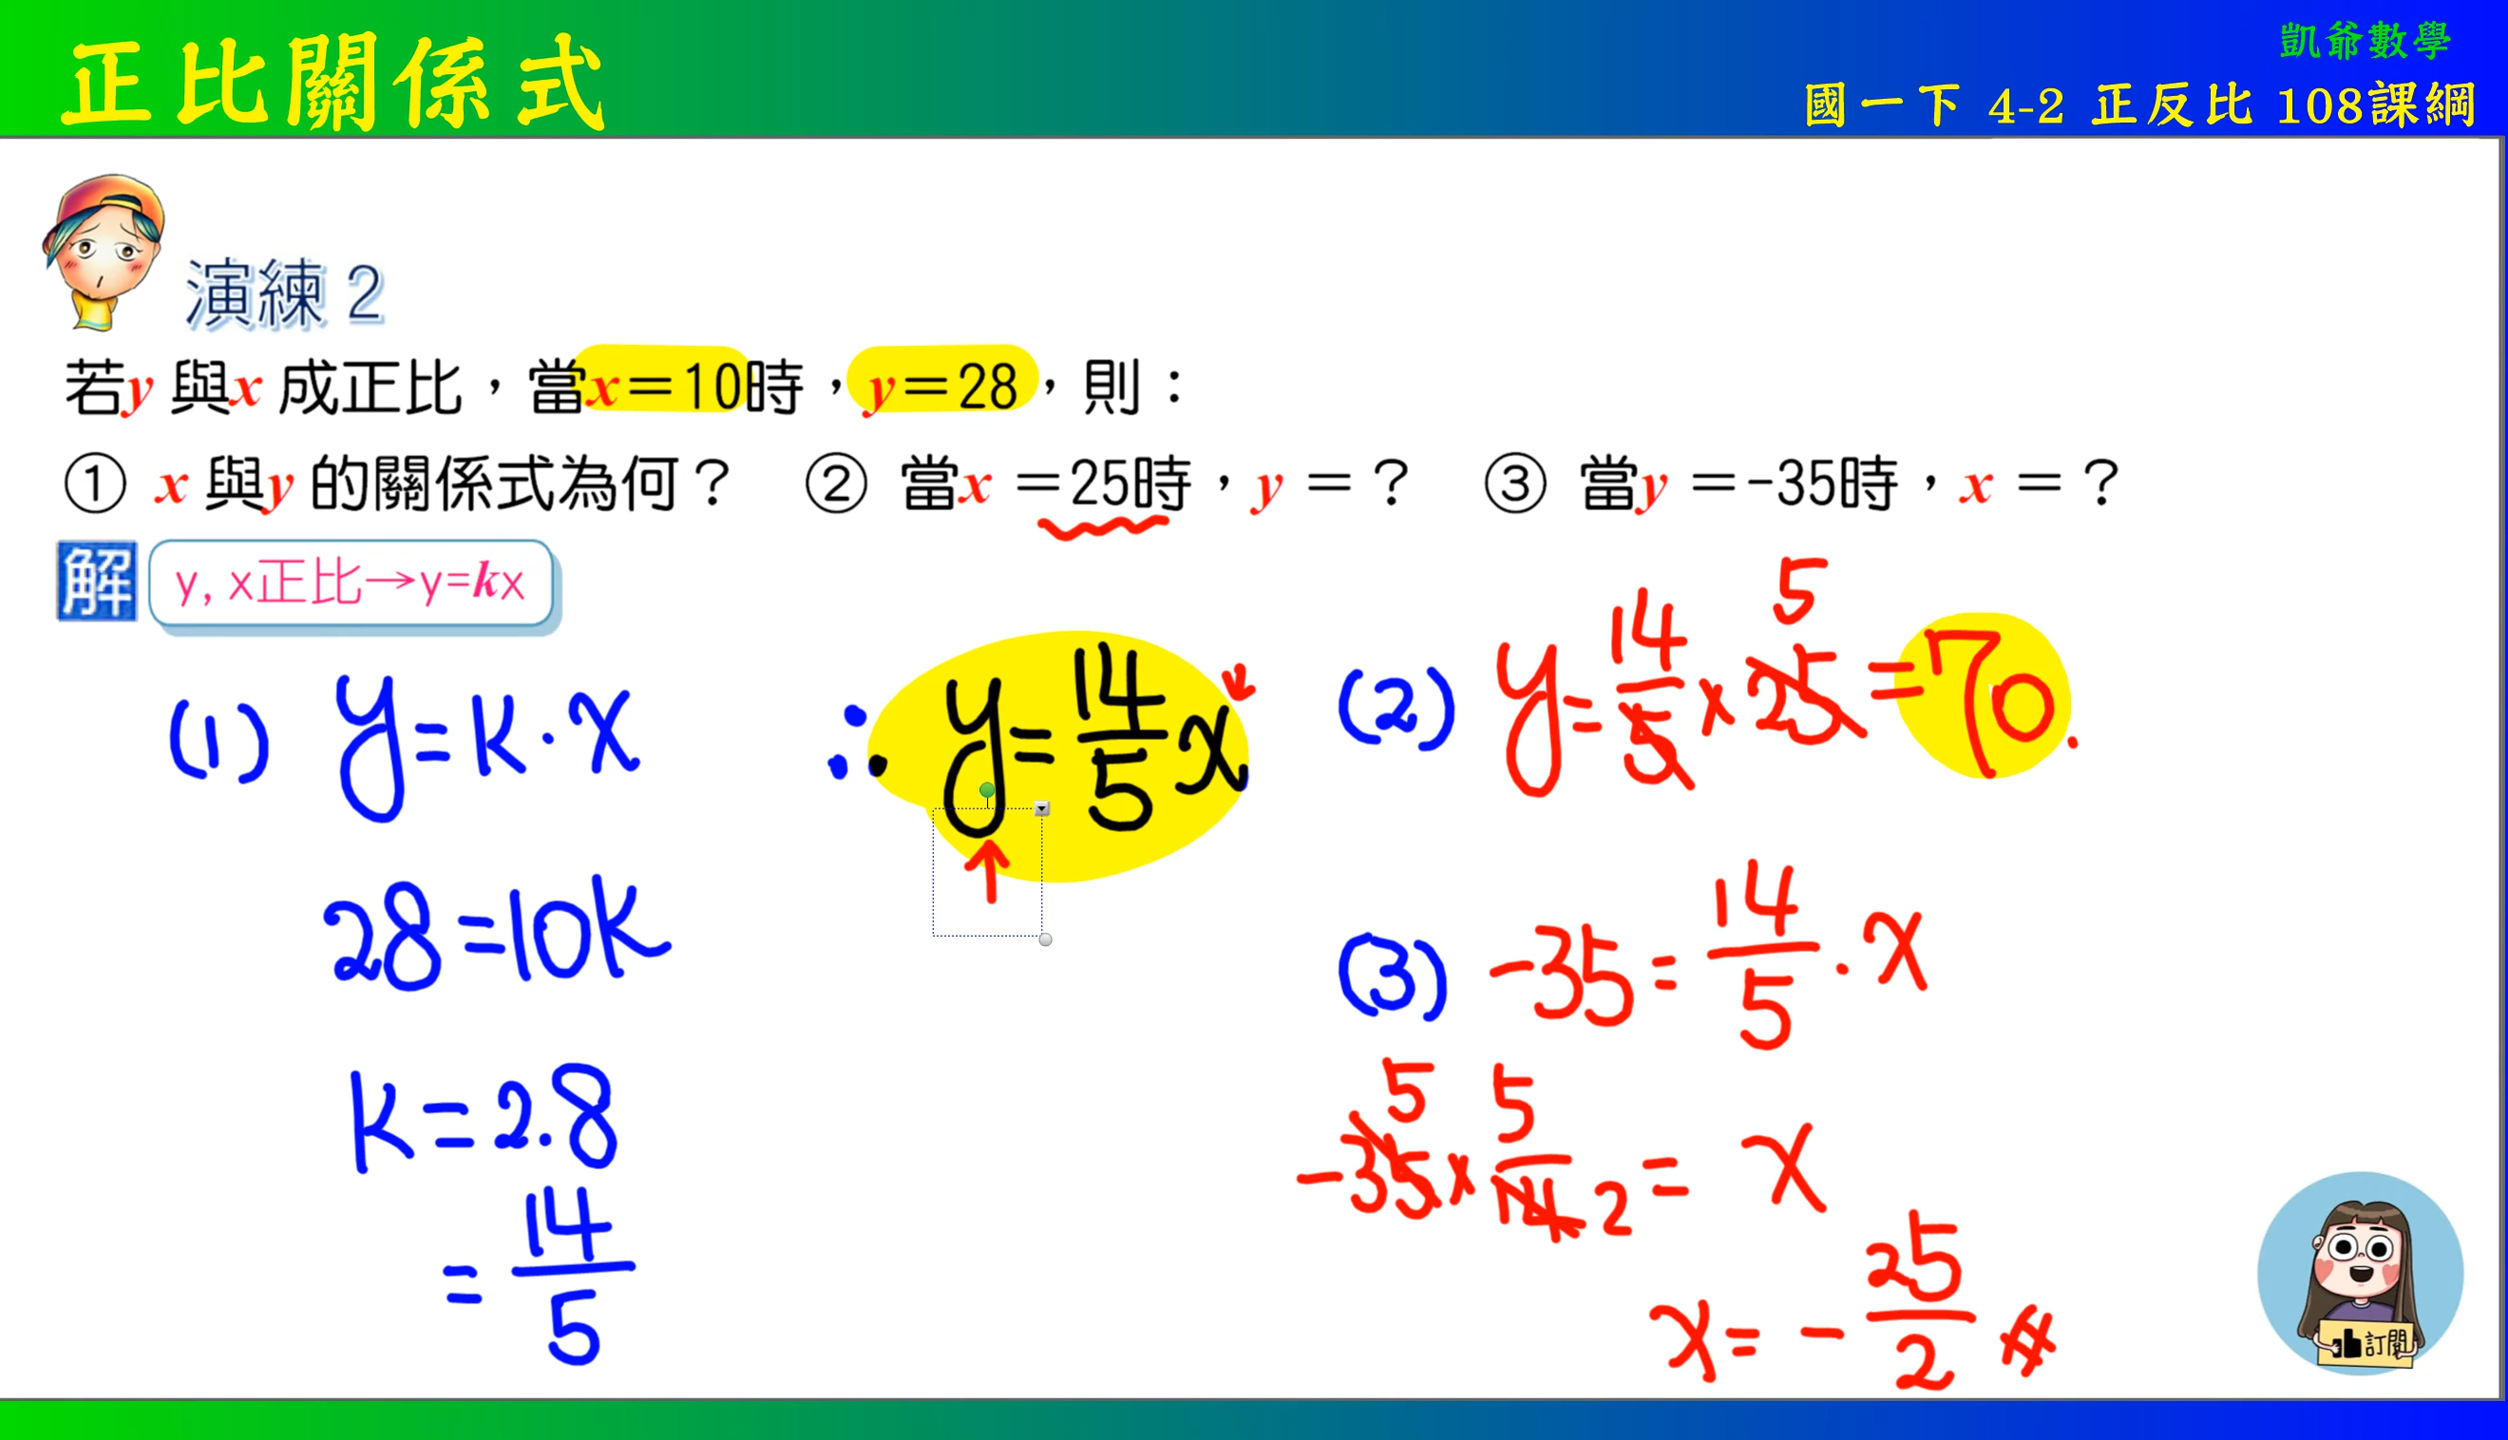 正比關係式
凱爺數學
國一下 4-2 正反比 108課綱
演練 2
若y 與x 成正比，當x＝10時，y＝28，則：
① x 與y 的關係式為何？ ② 當x ＝25時，y ＝？ ③ 當y ＝-35時，x ＝？
解 y, x正比→y=kx
(1) y=k·x
28=10k
k=2.8
=14/5
∴ y=14/5 x
(2) y=14/5×25=70.
5
(3) -35=14/5·x
5
-35×5/14=x
2
x=-25/2 #
訂閱